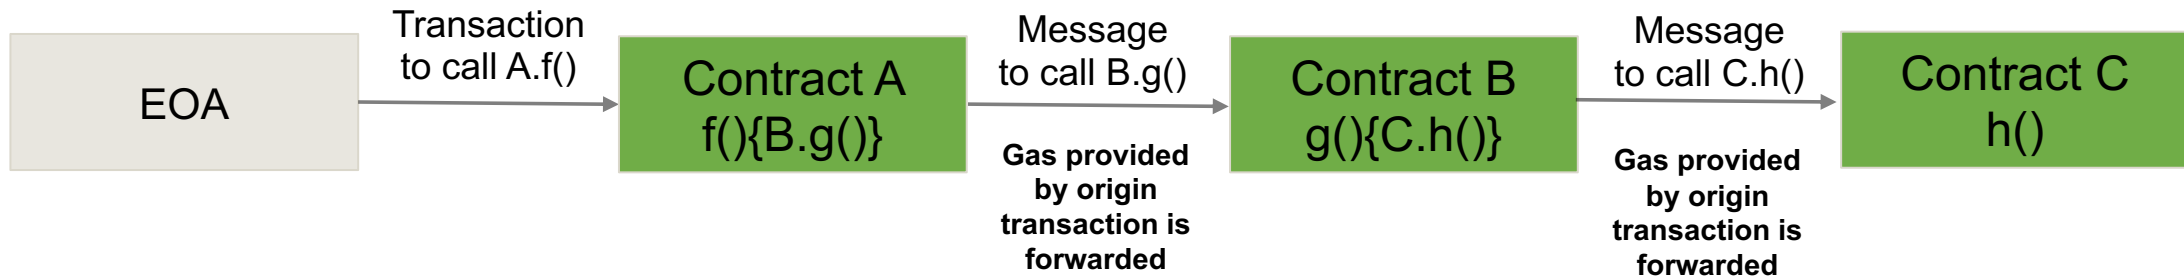 EOA
Transaction
to call A.f()
Contract A
f(){B.g()}
Message
to call B.g()
Gas provided
by origin
transaction is
forwarded
Contract B
g(){C.h()}
Message
to call C.h()
Gas provided
by origin
transaction is
forwarded
Contract C
h()